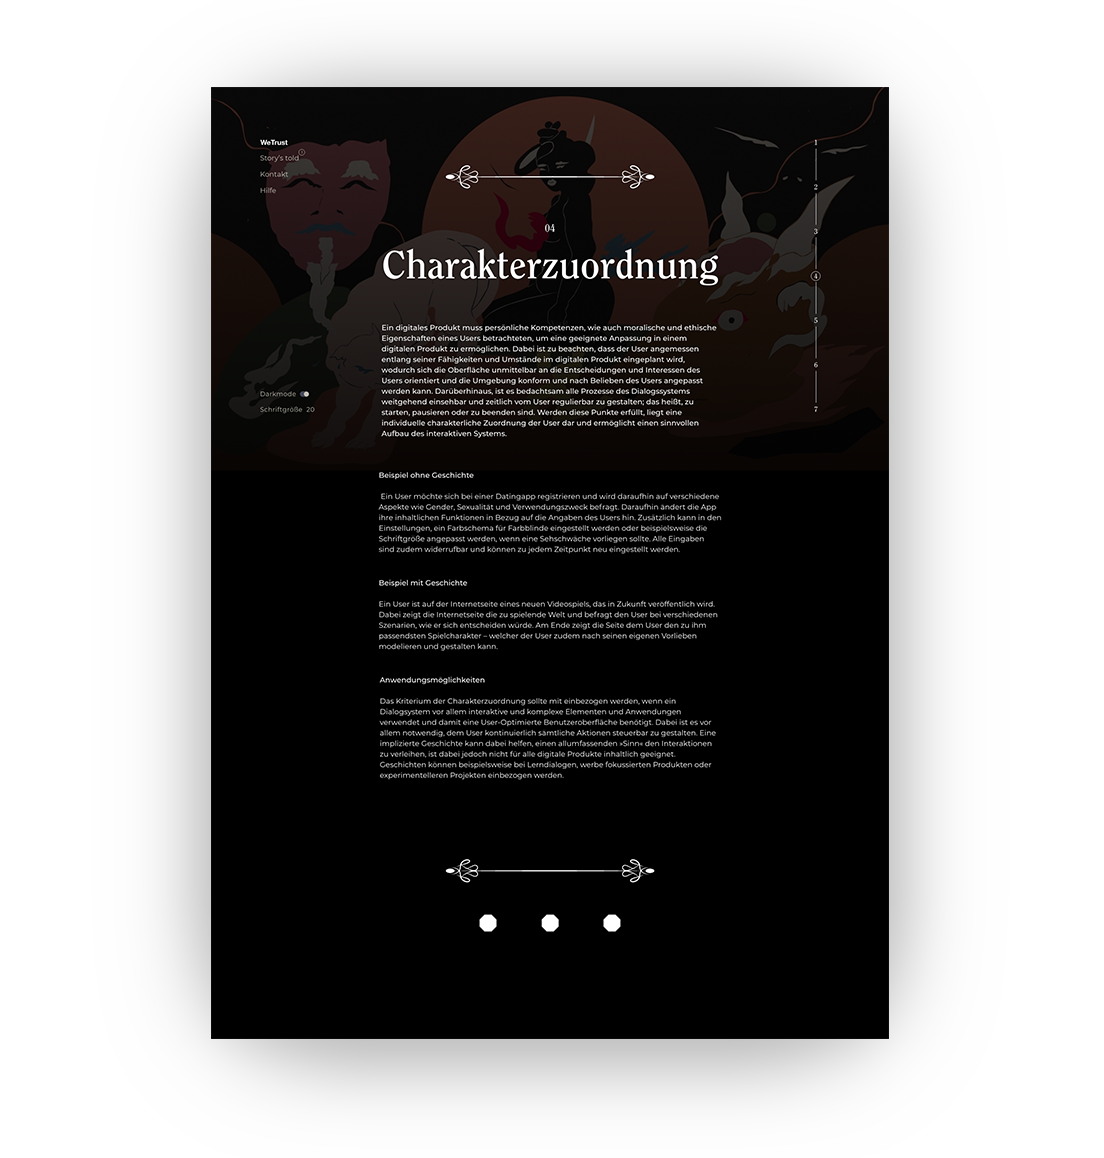 WeTrust
Story's told
Kontakt
Hilfe
Darkmode
Schriftgröße 20
1
2
3
4
5
6
7
04
Charakterzuordnung
Ein digitales Produkt muss persönliche Kompetenzen, wie auch moralische und ethische
Eigenschaften eines Users betrachteten, um eine geeignete Anpassung in einem
digitalen Produkt zu ermöglichen. Dabei ist zu beachten, dass der User angemessen
entlang seiner Fähigkeiten und Umstände im digitalen Produkt eingeplant wird,
wodurch sich die Oberfläche unmittelbar an die Entscheidungen und Interessen des
Users orientiert und die Umgebung konform und nach Belieben des Users angepasst
werden kann. Darüberhinaus, ist es bedachtsam alle Prozesse des Dialogsystems
weitgehend einsehbar und zeitlich vom User regulierbar zu gestalten; das heißt, zu
starten, pausieren oder zu beenden sind. Werden diese Punkte erfüllt, liegt eine
individuelle charakterliche Zuordnung der User dar und ermöglicht einen sinnvollen
Aufbau des interaktiven Systems.
Beispiel ohne Geschichte
Ein User möchte sich bei einer Datingapp registrieren und wird daraufhin auf verschiedene
Aspekte wie Gender, Sexualität und Verwendungszweck befragt. Daraufhin ändert die App
ihre inhaltlichen Funktionen in Bezug auf die Angaben des Users hin. Zusätzlich kann in den
Einstellungen, ein Farbschema für Farbblinde eingestellt werden oder beispielsweise die
Schriftgröße angepasst werden, wenn eine Sehschwäche vorliegen sollte. Alle Eingaben
sind zudem widerrufbar und können zu jedem Zeitpunkt neu eingestellt werden.
Beispiel mit Geschichte
Ein User ist auf der Internetseite eines neuen Videospiels, das in Zukunft veröffentlich wird.
Dabei zeigt die Internetseite die zu spielende Welt und befragt den User bei verschiedenen
Szenarien, wie er sich entscheiden würde. Am Ende zeigt die Seite dem User den zu ihm
passendsten Spielcharakter – welcher der User zudem nach seinen eigenen Vorlieben
modelieren und gestalten kann.
Anwendungsmöglichkeiten
Das Kriterium der Charakterzuordnung sollte mit einbezogen werden, wenn ein
Dialogsystem vor allem interaktive und komplexe Elementen und Anwendungen
verwendet und damit eine User-Optimierte Benutzeroberfläche benötigt. Dabei ist es vor
allem notwendig, dem User kontinuierlich sämtliche Aktionen steuerbar zu gestalten. Eine
implizierte Geschichte kann dabei helfen, einen allumfassenden »Sinn« den Interaktionen
zu verleihen, ist dabei jedoch nicht für alle digitale Produkte inhaltlich geeignet.
Geschichten können beispielsweise bei Lerndialogen, werbe fokussierten Produkten oder
experimentelleren Projekten einbezogen werden.